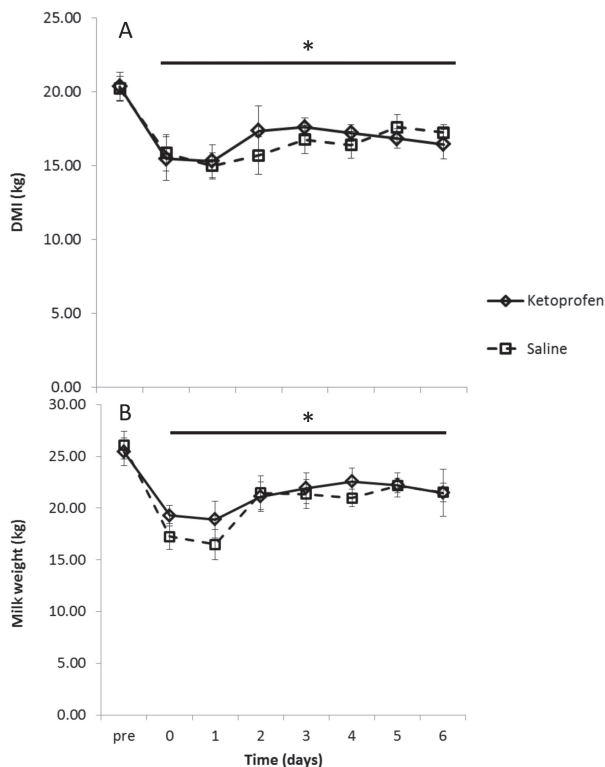 A
*
25.00
20.00
15.00
10.00
5.00
0.00
DMI (kg)
Ketoprofen
Saline
B
*
30.00
25.00
20.00
15.00
10.00
5.00
0.00
Milk weight (kg)
pre 0 1 2 3 4 5 6
Time (days)